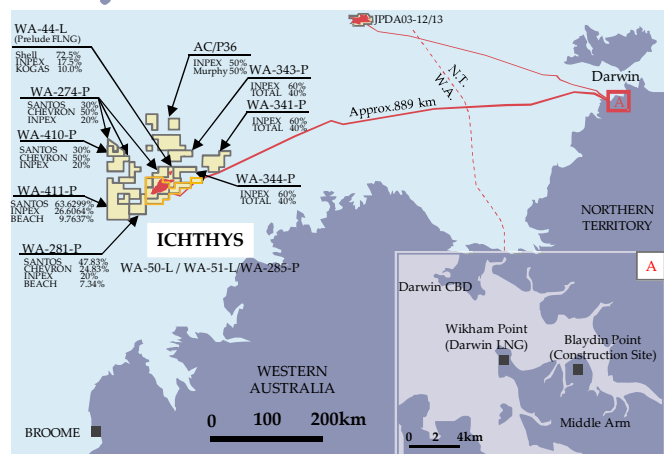 WA-44-L
(Prelude FLNG)
Shell 72.5%
INPEX 17.5%
KOGAS 10.0%
AC/P36
INPEX 50%
Murphy 50%
WA-343-P
INPEX 60%
TOTAL 40%
WA-341-P
INPEX 60%
TOTAL 40%
WA-274-P
SANTOS 30%
CHEVRON 50%
INPEX 20%
WA-410-P
SANTOS 30%
CHEVRON 50%
INPEX 20%
WA-411-P
SANTOS 63.6299%
INPEX 26.6064%
BEACH 9.7637%
WA-344-P
INPEX 60%
TOTAL 40%
WA-281-P
SANTOS 47.83%
CHEVRON 24.83%
INPEX 20%
BEACH 7.34%
ICHTHYS
WA-50-L / WA-51-L/WA-285-P
JPDA03-12/13
N.T.
W.A.
Approx.889 km
Darwin
A
NORTHERN
TERRITORY
WESTERN
AUSTRALIA
BROOME
0 100 200km
A
Darwin CBD
Wikham Point
(Darwin LNG)
Blaydin Point
(Construction Site)
Middle Arm
0 2 4km